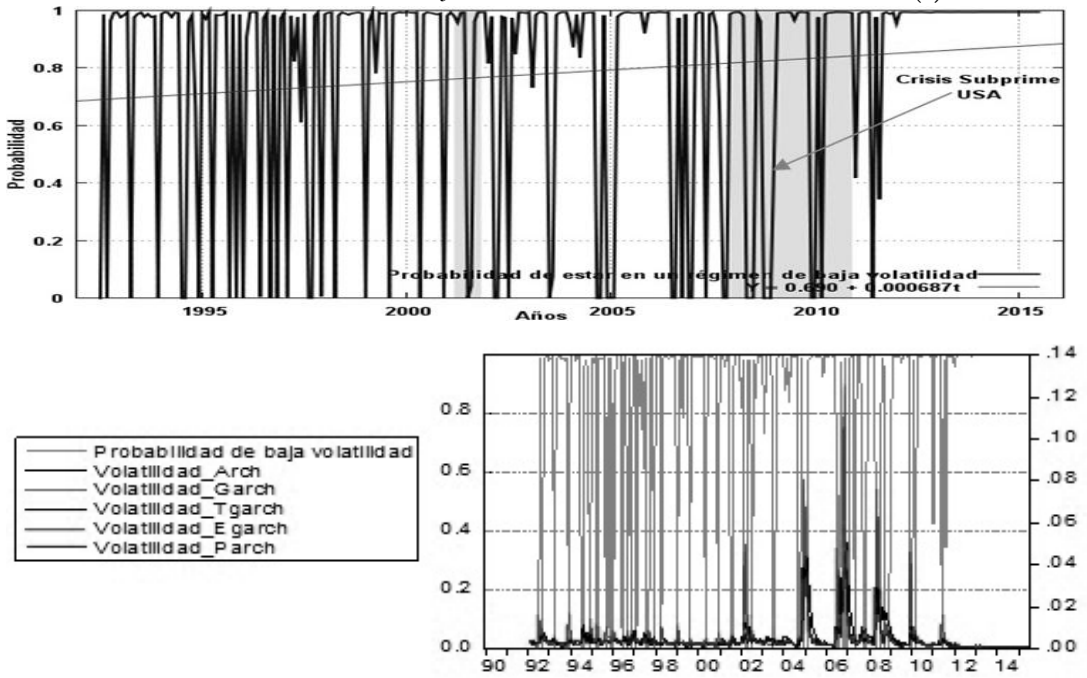 1
0.8
0.6
0.4
0.2
0
Probabilidad
Crisis Subprime
USA
Probabilidad de estar en un régimen de baja volatilidad
Y = 0.690 + 0.000687t
1995
2000
2005
2010
2015
Años
Probabilidad de baja volatilidad
Volatilidad_Arch
Volatilidad_Garch
Volatilidad_Tgarch
Volatilidad_Egarch
Volatilidad_Parch
0.8
0.6
0.4
0.2
0.0
.14
.12
.10
.08
.06
.04
.02
.00
90 92 94 96 98 00 02 04 06 08 10 12 14